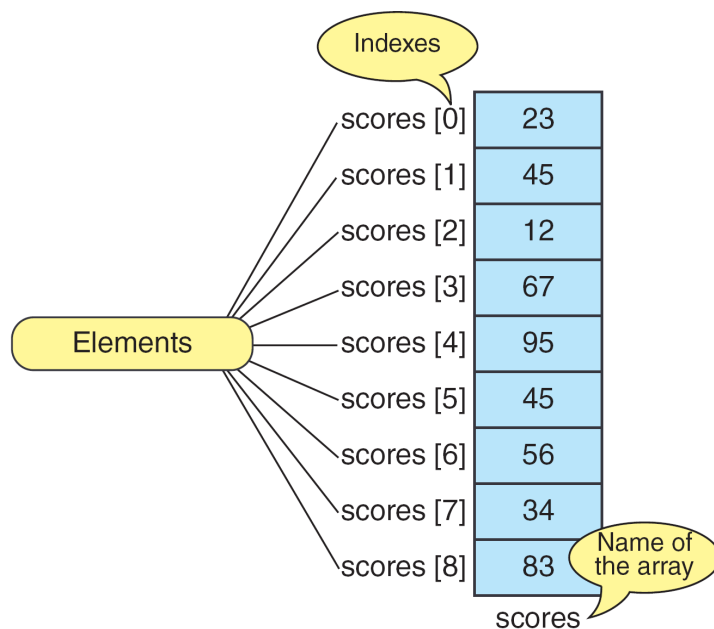 Indexes
scores [0] 23
scores [1] 45
scores [2] 12
scores [3] 67
Elements
scores [4] 95
scores [5] 45
scores [6] 56
scores [7] 34
scores [8] 83
Name of
the array
scores